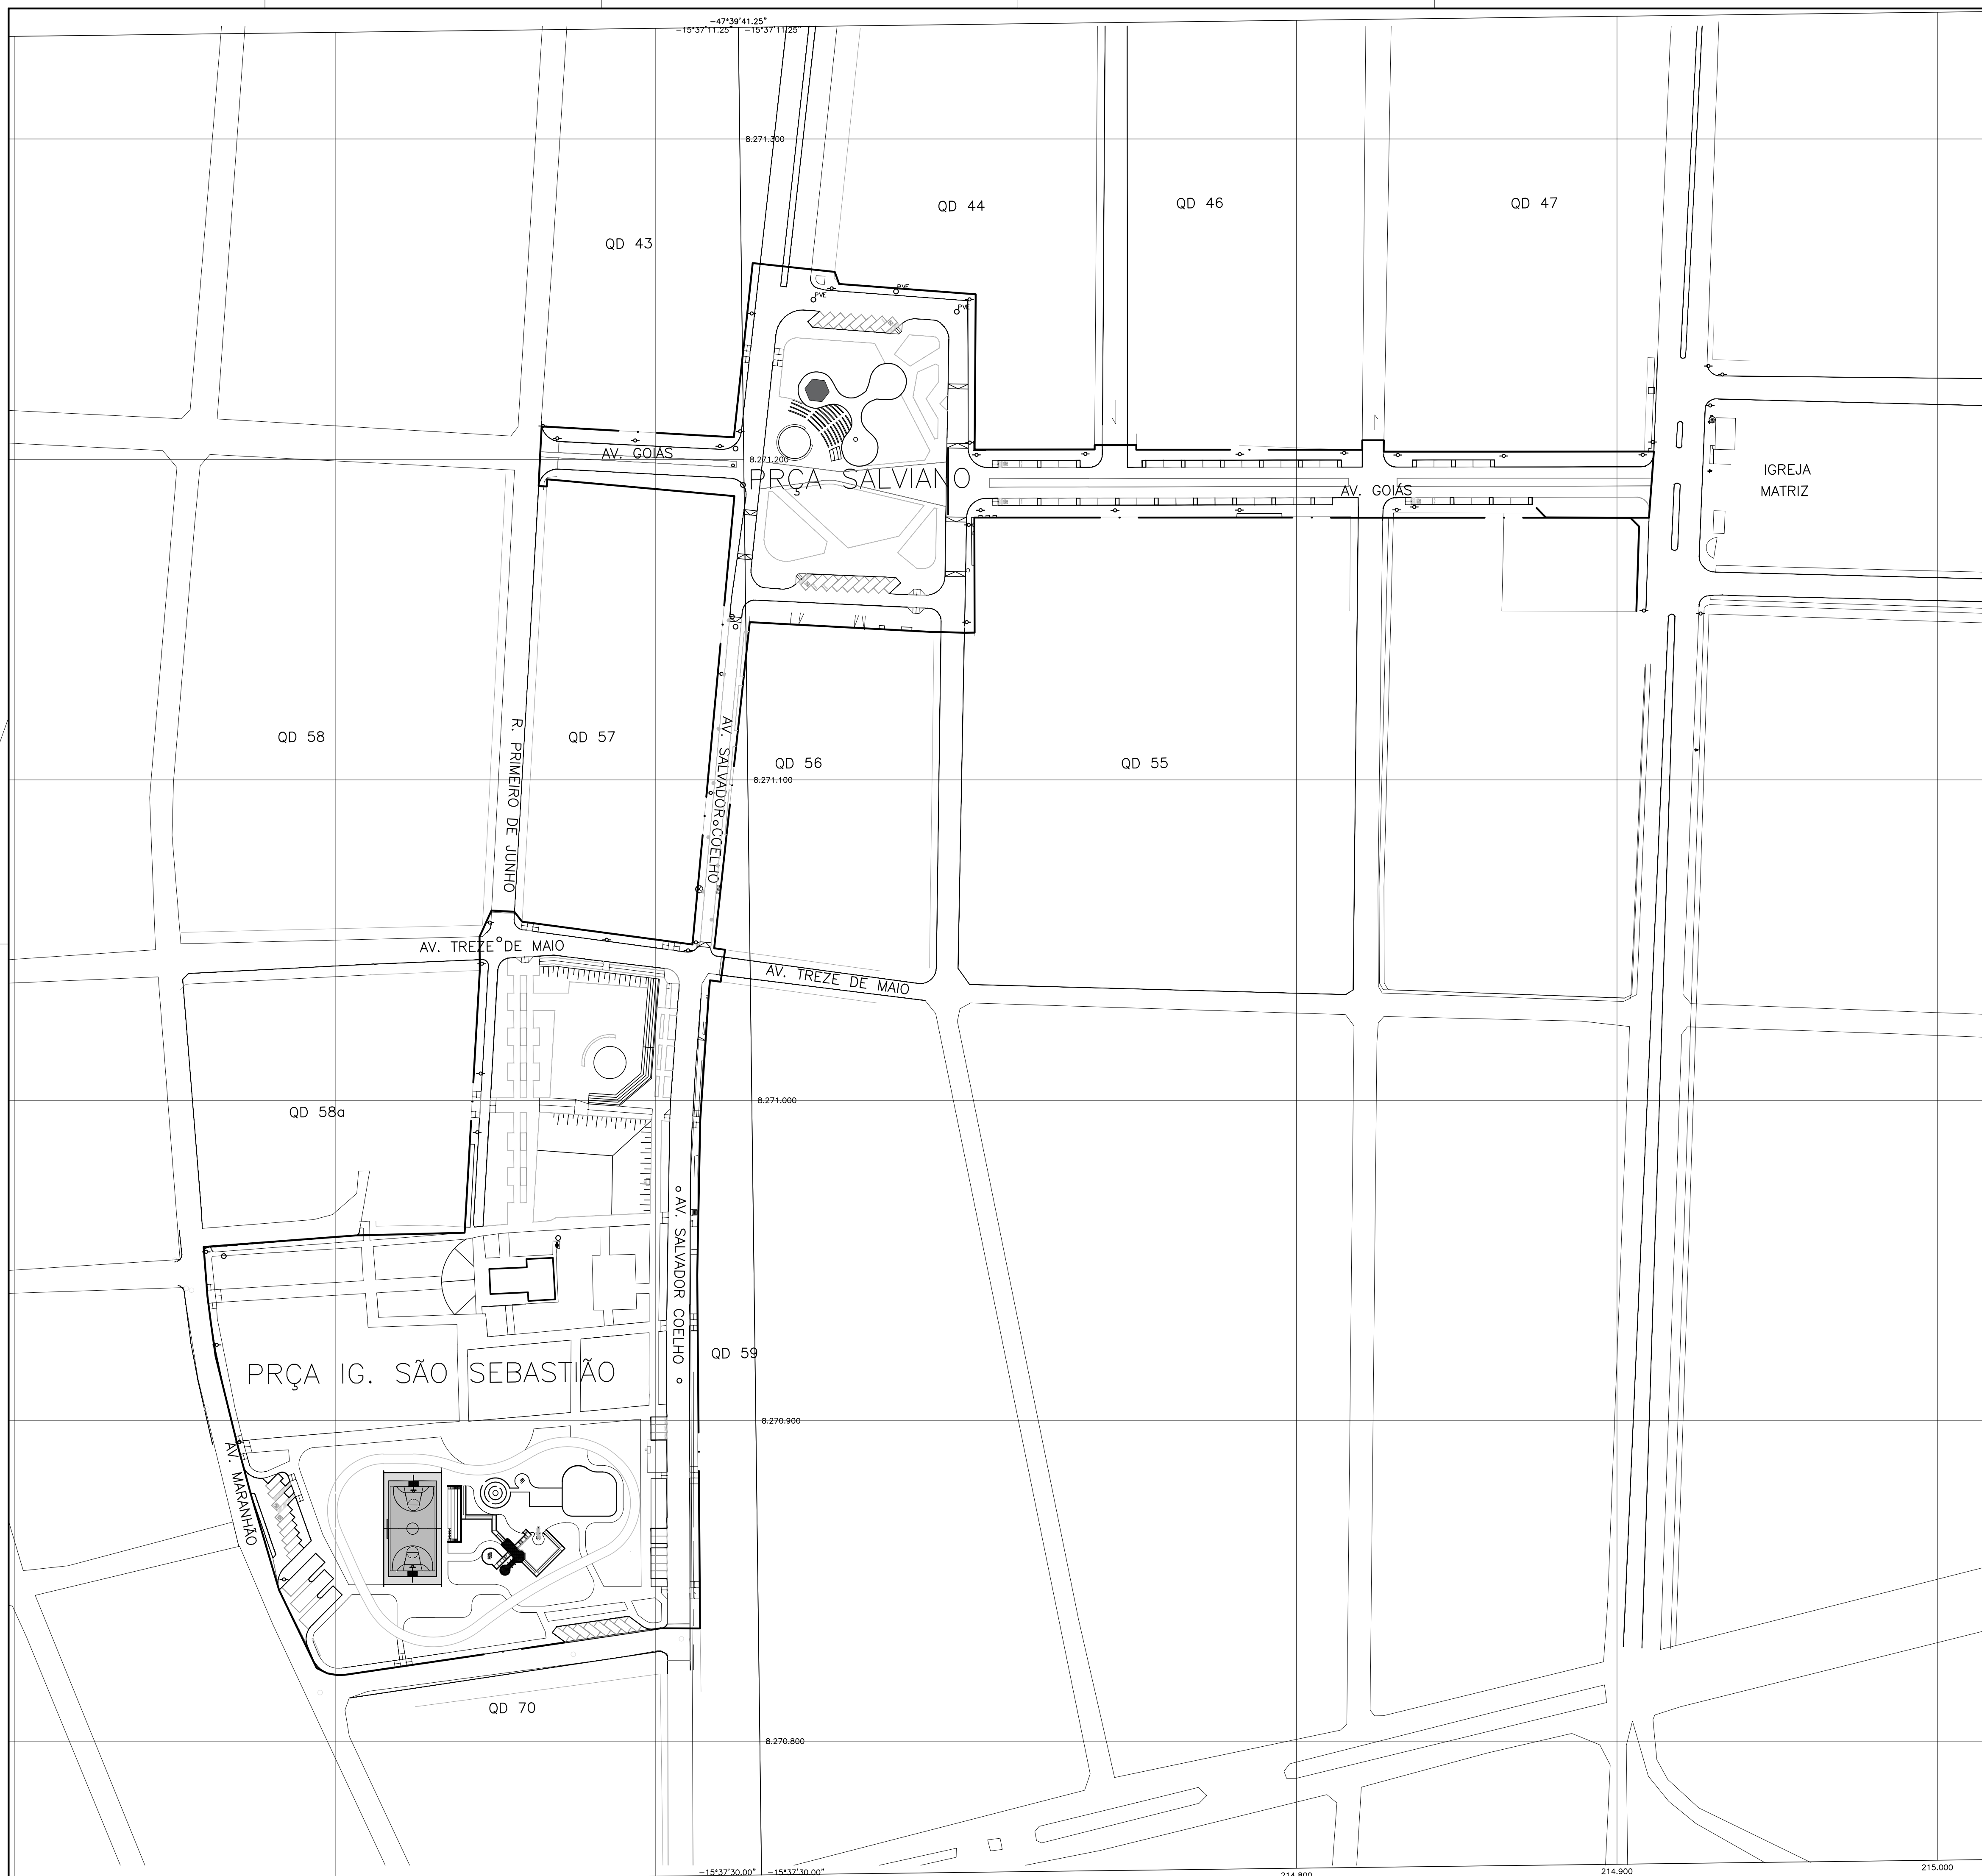 -47°39'41.25"
-15°37'11.25" -15°37'11.25"
8.271.300
QD 44
QD 46
QD 47
QD 43
PVE
PVE
PVE
AV. GOIÁS
8.271.200
PRÇA SALVIANO
AV. GOIÁS
IGREJA
MATRIZ
QD 58
R. PRIMEIRO DE JUNHO
QD 57
AV. SALVADOR COELHO
QD 56
QD 55
8.271.100
AV. TREZE DE MAIO
AV. TREZE DE MAIO
QD 58a
8.271.000
AV. SALVADOR COELHO
QD 59
PRÇA IG. SÃO SEBASTIÃO
8.270.900
AV. MARANHÃO
QD 70
8.270.800
-15°37'30.00" -15°37'30.00"
214.800
214.900
215.000